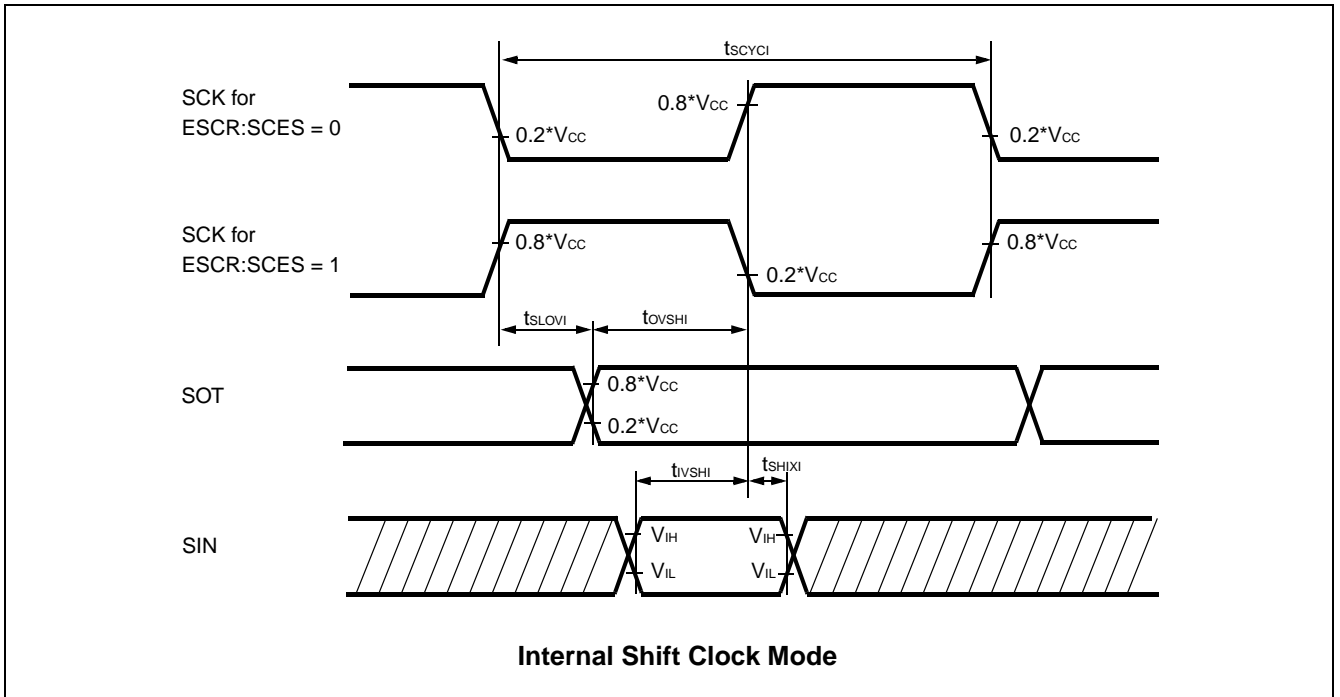 tSCYCI
SCK for
ESCR:SCES = 0
0.8*VCC
0.2*VCC
0.2*VCC
SCK for
ESCR:SCES = 1
0.8*VCC
0.8*VCC
0.2*VCC
tSLOVI
tOVSHI
SOT
0.8*VCC
0.2*VCC
tIVSHI
tSHIXI
SIN
VIH
VIH
VIL
VIL
Internal Shift Clock Mode